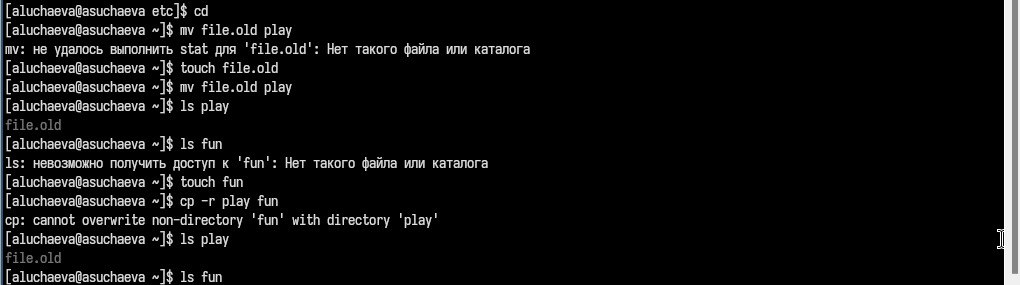 [aluchaeva@asuchaeva etc]$ cd
[aluchaeva@asuchaeva ~]$ mv file.old play
mv: не удалось выполнить stat для 'file.old': Нет такого файла или каталога
[aluchaeva@asuchaeva ~]$ touch file.old
[aluchaeva@asuchaeva ~]$ mv file.old play
[aluchaeva@asuchaeva ~]$ ls play
file.old
[aluchaeva@asuchaeva ~]$ ls fun
ls: невозможно получить доступ к 'fun': Нет такого файла или каталога
[aluchaeva@asuchaeva ~]$ touch fun
[aluchaeva@asuchaeva ~]$ cp -r play fun
cp: cannot overwrite non-directory 'fun' with directory 'play'
[aluchaeva@asuchaeva ~]$ ls play
file.old
[aluchaeva@asuchaeva ~]$ ls fun